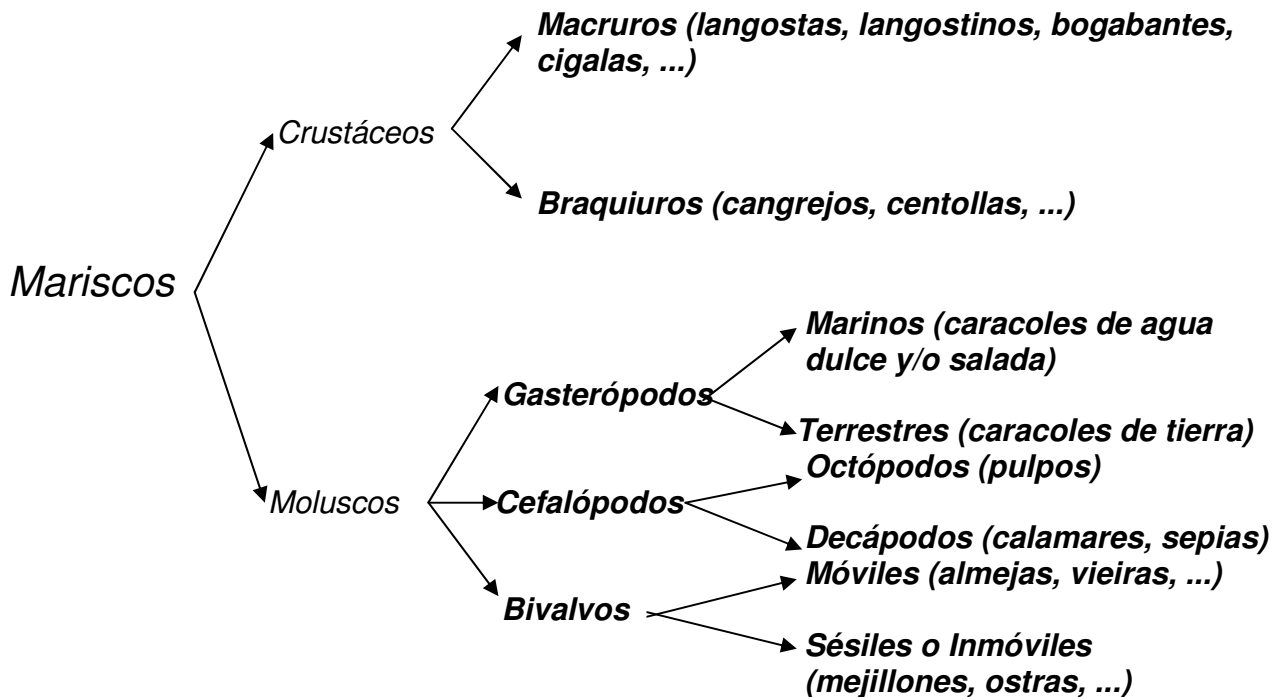 Macruros (langostas, langostinos, bogabantes,
cigalas, ...)
Crustáceos
Braquiuros (cangrejos, centollas, ...)
Mariscos
Marinos (caracoles de agua
dulce y/o salada)
Gasterópodos
Terrestres (caracoles de tierra)
Octópodos (pulpos)
Moluscos
Cefalópodos
Decápodos (calamares, sepias)
Móviles (almejas, vieiras, ...)
Bivalvos
Sésiles o Inmóviles
(mejillones, ostras, ...)